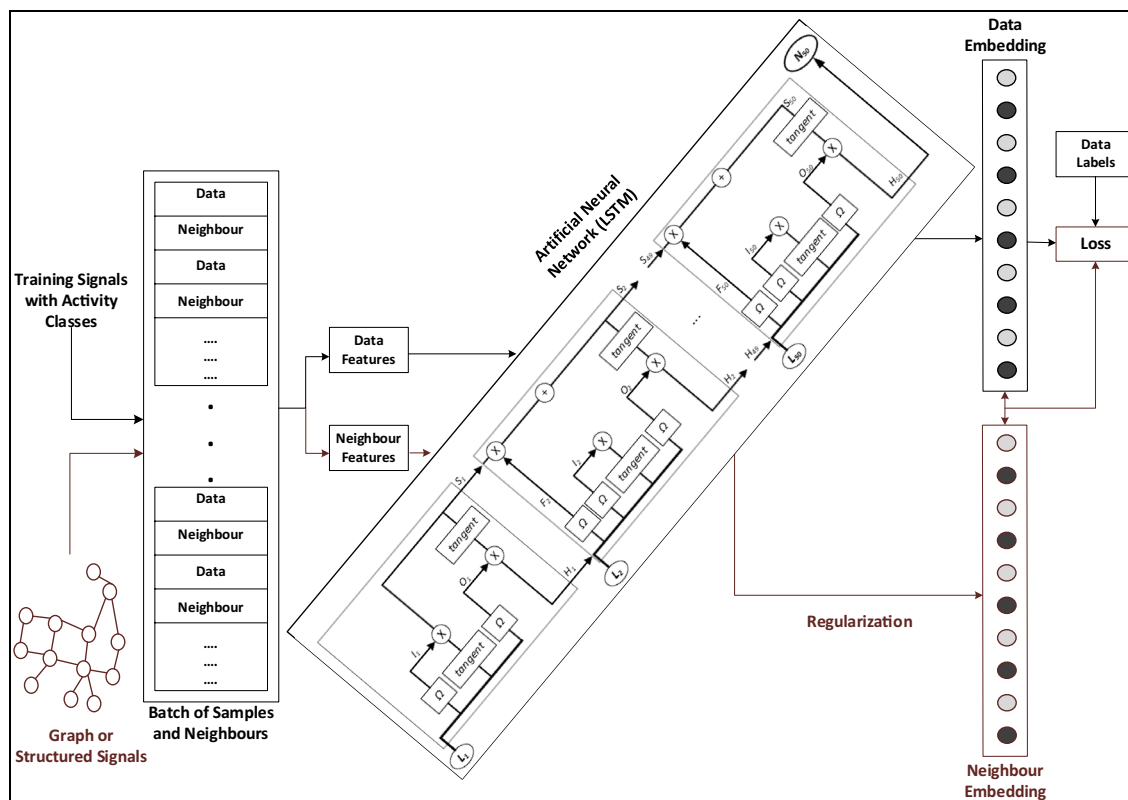 Training Signals
with Activity
Classes
Graph or
Structured Signals
Data
Neighbour
Data
Neighbour
....
....
....
Data
Neighbour
Data
Neighbour
....
....
....
Batch of Samples
and Neighbours
Data
Features
Neighbour
Features
Artificial Neural
Network (LSTM)
L₁
Ω
I₁
tangent
X
Ω
O₁
X
tangent
S₁
H₁
L₂
Ω
F₂
X
Ω
I₂
tangent
X
+
Ω
O₂
X
tangent
S₂
H₂
...
S₄₉
H₄₉
L₅₀
Ω
F₅₀
X
Ω
I₅₀
tangent
X
+
Ω
O₅₀
X
tangent
S₅₀
H₅₀
N₅₀
Regularization
Data
Embedding
Data
Labels
Loss
Neighbour
Embedding